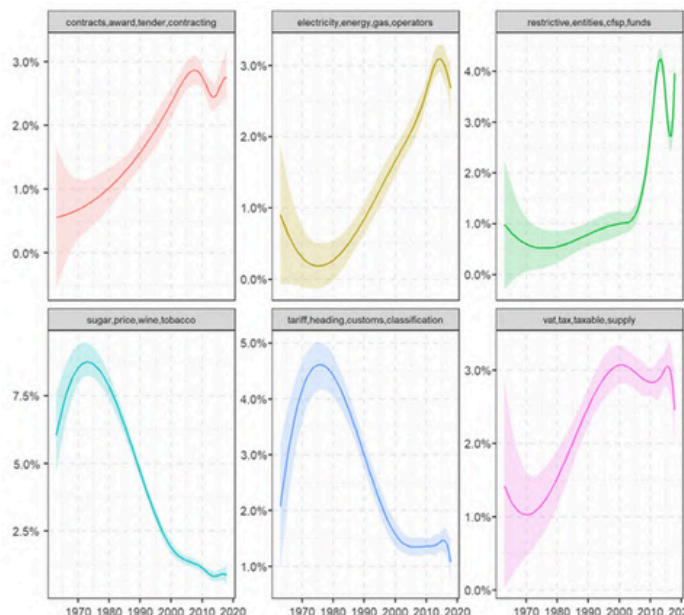 contracts,award,tender,contracting
electricity,energy,gas,operators
restrictive,entities,cfsp,funds
3.0%
2.0%
1.0%
0.0%
3.0%
2.0%
1.0%
0.0%
4.0%
3.0%
2.0%
1.0%
0.0%
sugar,price,wine,tobacco
tariff,heading,customs,classification
vat,tax,taxable,supply
7.5%
5.0%
2.5%
5.0%
4.0%
3.0%
2.0%
1.0%
3.0%
2.0%
1.0%
0.0%
1970 1980 1990 2000 2010 2020
1970 1980 1990 2000 2010 2020
1970 1980 1990 2000 2010